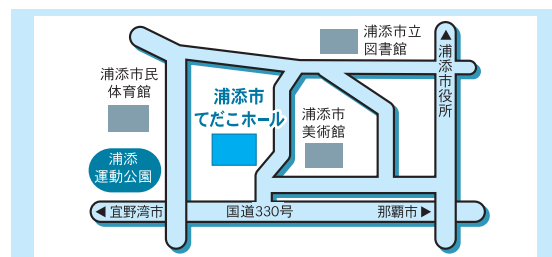 浦添市立
図書館
▲浦添市役所
浦添市民
体育館
浦添市
てだこホール
浦添市
美術館
浦添
運動公園
◀宜野湾市
国道330号
那覇市▶